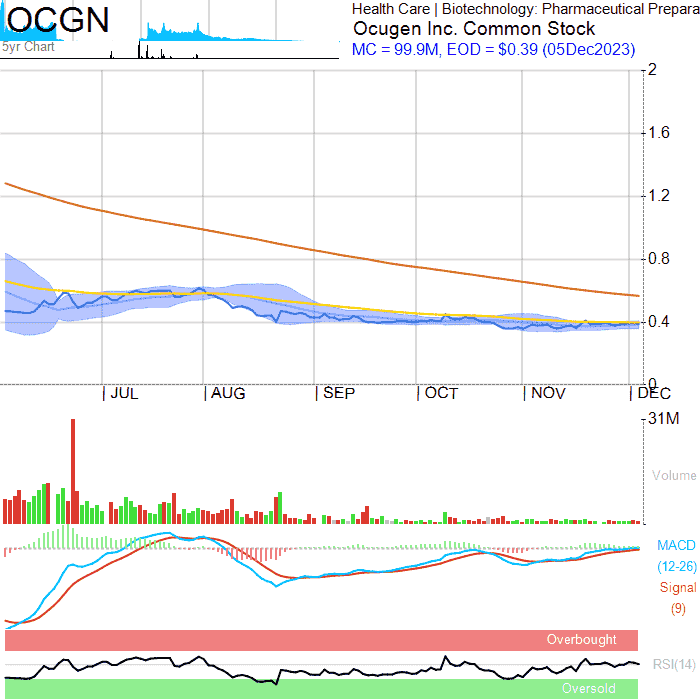 OCGN
5yr Chart
Health Care | Biotechnology: Pharmaceutical Prepara
Ocugen Inc. Common Stock
MC = 99.9M, EOD = $0.39 (05Dec2023)
2
1.6
1.2
0.8
0.4
0
JUL
AUG
SEP
OCT
NOV
DEC
31M
Volume
MACD
(12-26)
Signal
(9)
Overbought
RSI(14)
Oversold